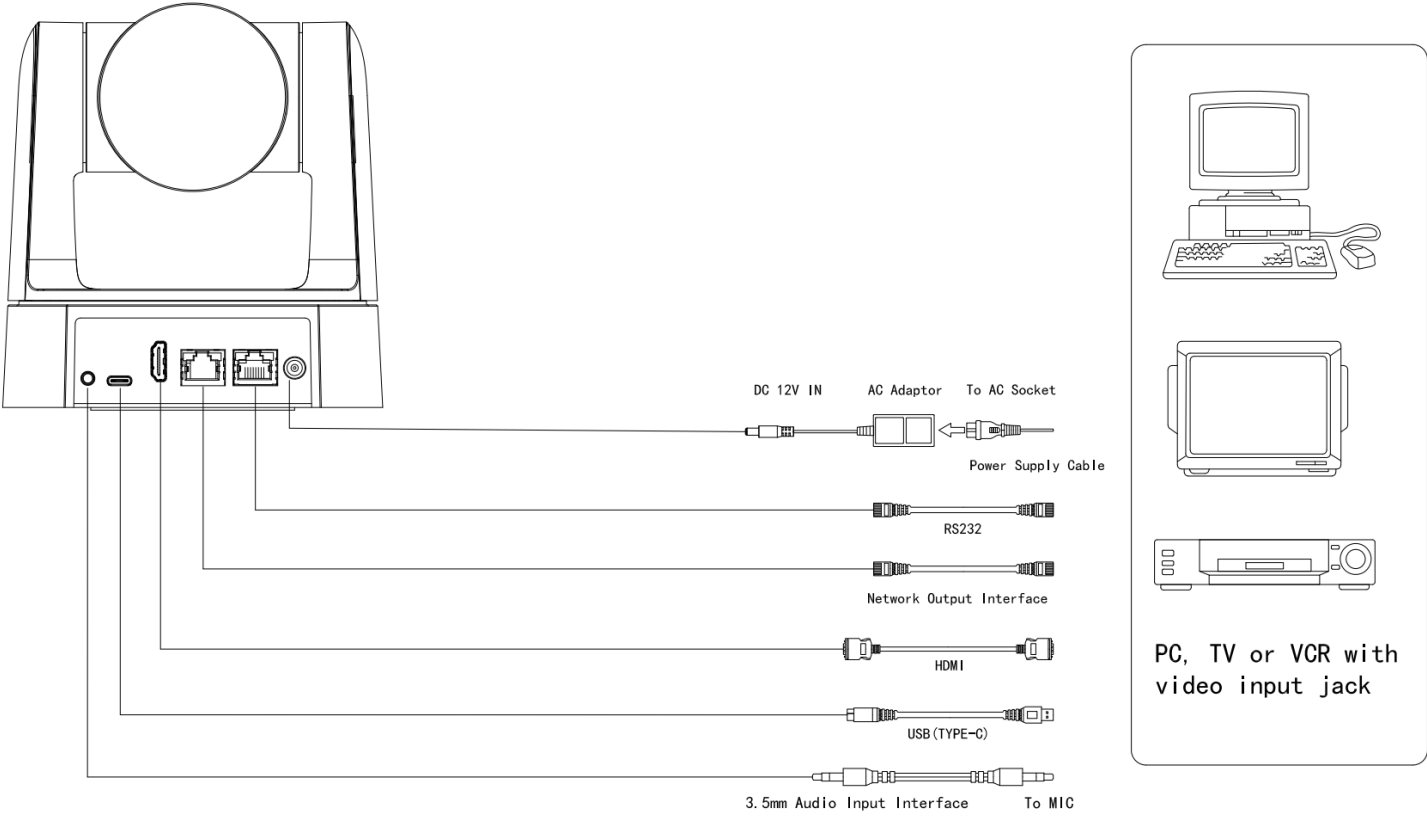 DC 12V IN
AC Adaptor
To AC Socket
Power Supply Cable
RS232
Network Output Interface
HDMI
USB(TYPE-C)
3.5mm Audio Input Interface
To MIC
PC, TV or VCR with
video input jack